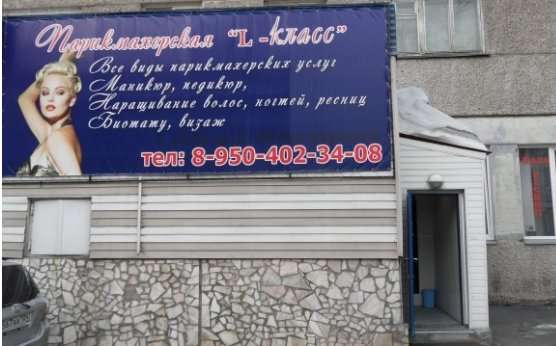 Парикмахерская "L-класс"
Все виды парикмахерских услуг
Маникюр, педикюр,
Наращивание волос, ногтей, ресниц
Биотату, визаж
тел: 8-950-402-34-08